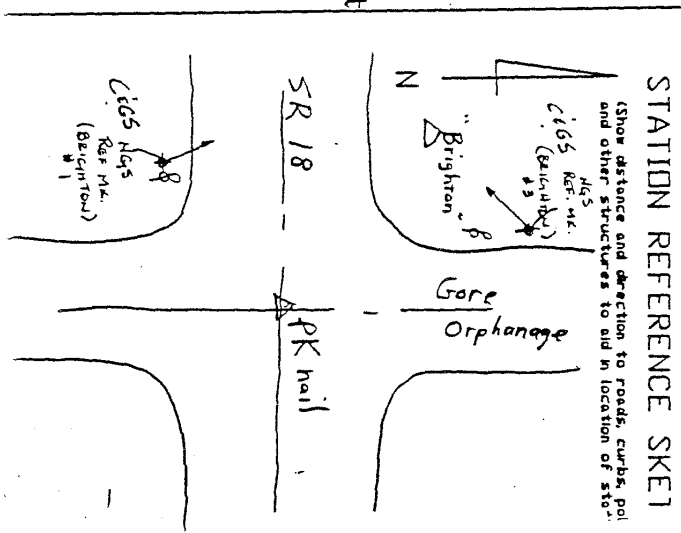 STATION REFERENCE SKE
(Show distance and direction to roads, curbs, pol
and other structures to aid in location of sta
N
C&GS NGS
REF. MK.
(BRIGHTON)
#3
"Brighton"
SR 18
C&GS NGS
REF MK.
(BRIGHTON)
#1
Gore
Orphanage
PK nail